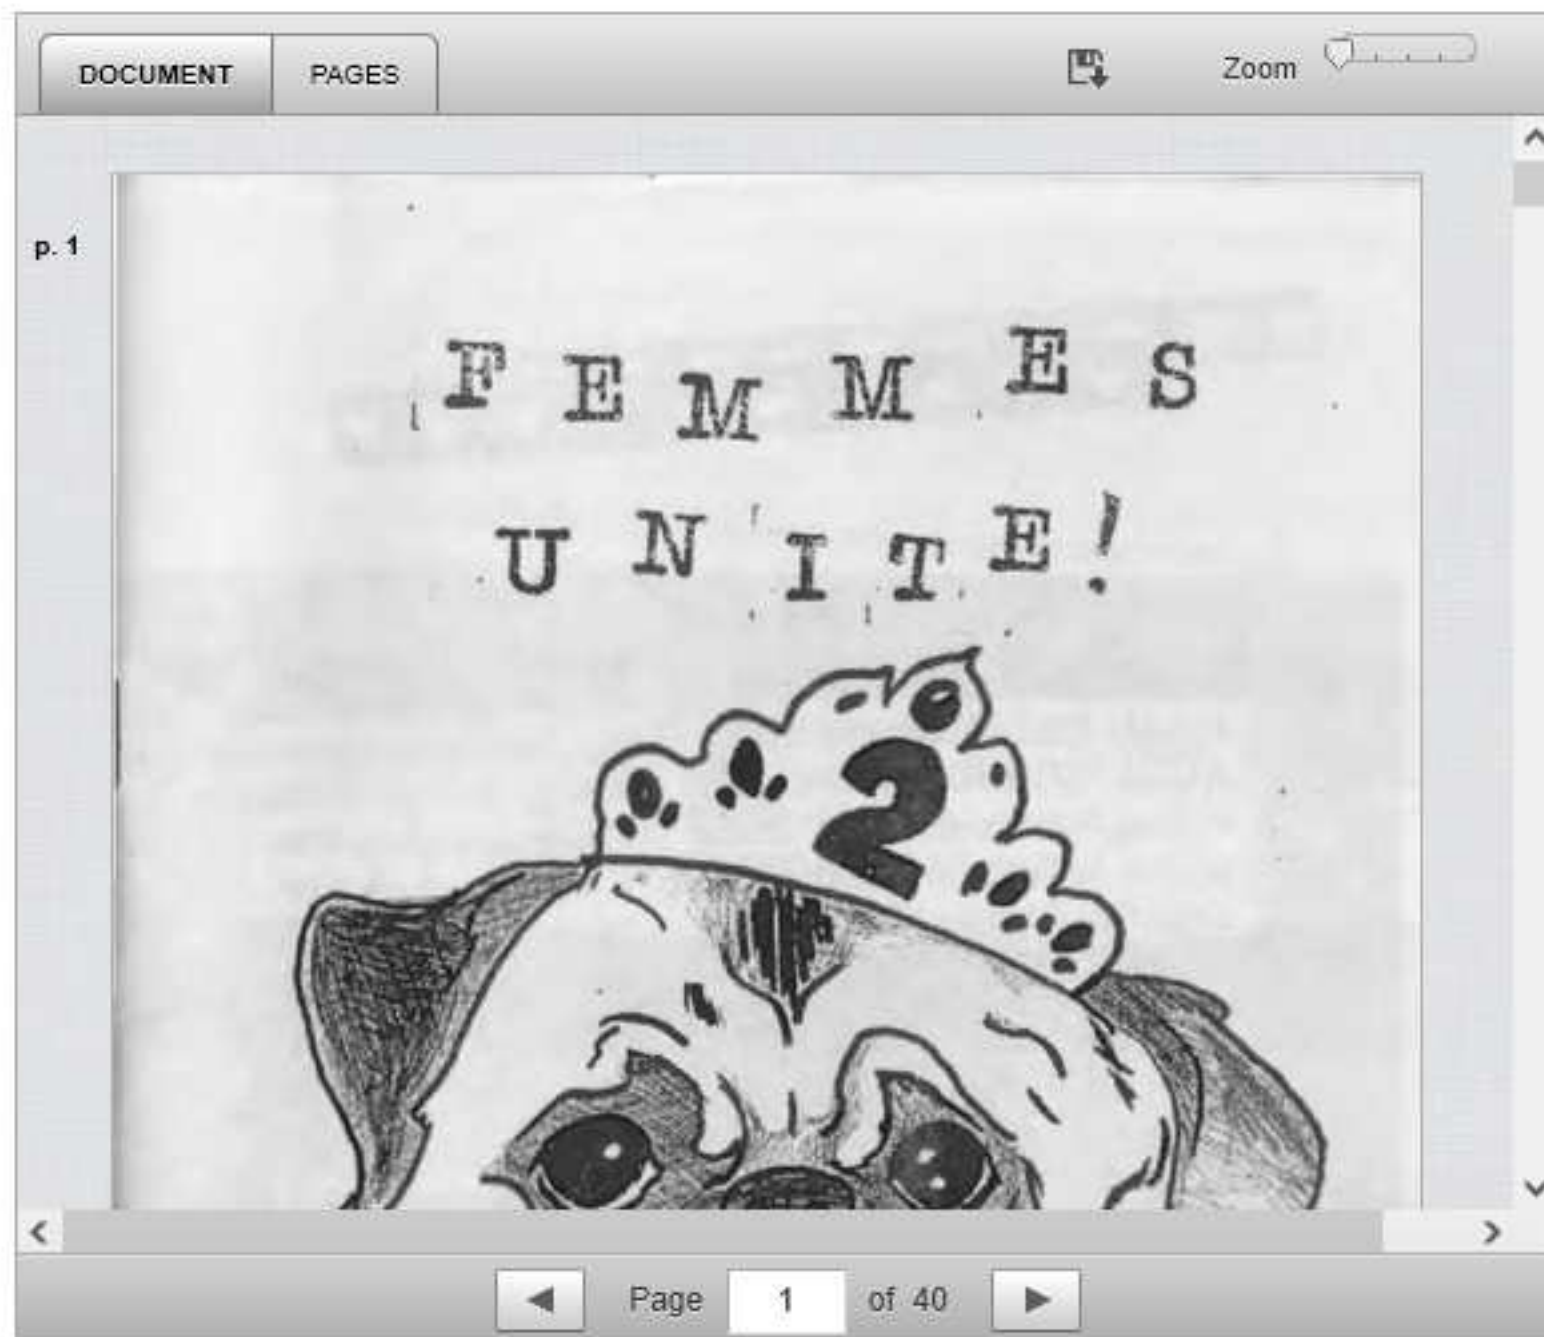 DOCUMENT PAGES Zoom
p. 1
FEMMES
UNITE!
2
Page 1 of 40